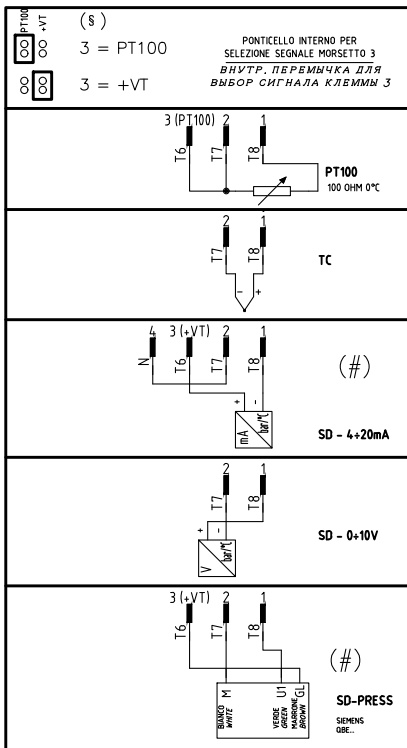 PT100
+VT
(§)
3 = PT100
3 = +VT
PONTICELLO INTERNO PER
SELEZIONE SEGNALE MORSETTO 3
ВНУТР. ПЕРЕМЫЧКА ДЛЯ
ВЫБОР СИГНАЛА КЛЕММЫ 3
3 (PT100) 2 1
T6 T7 T8
PT100
100 OHM 0°C
2 1
T7 T8
TC
- +
4 3 (+VT) 2 1
N T6 T7 T8
(#)
+ -
mA bar/°C
SD - 4÷20mA
2 1
T7 T8
+ -
V bar/°C
SD - 0÷10V
3 (+VT) 2 1
T6 T7 T8
(#)
M U1 GL
BIANCO
WHITE
VERDE
GREEN
MARRONE
BROWN
SD-PRESS
SIEMENS
QBE...